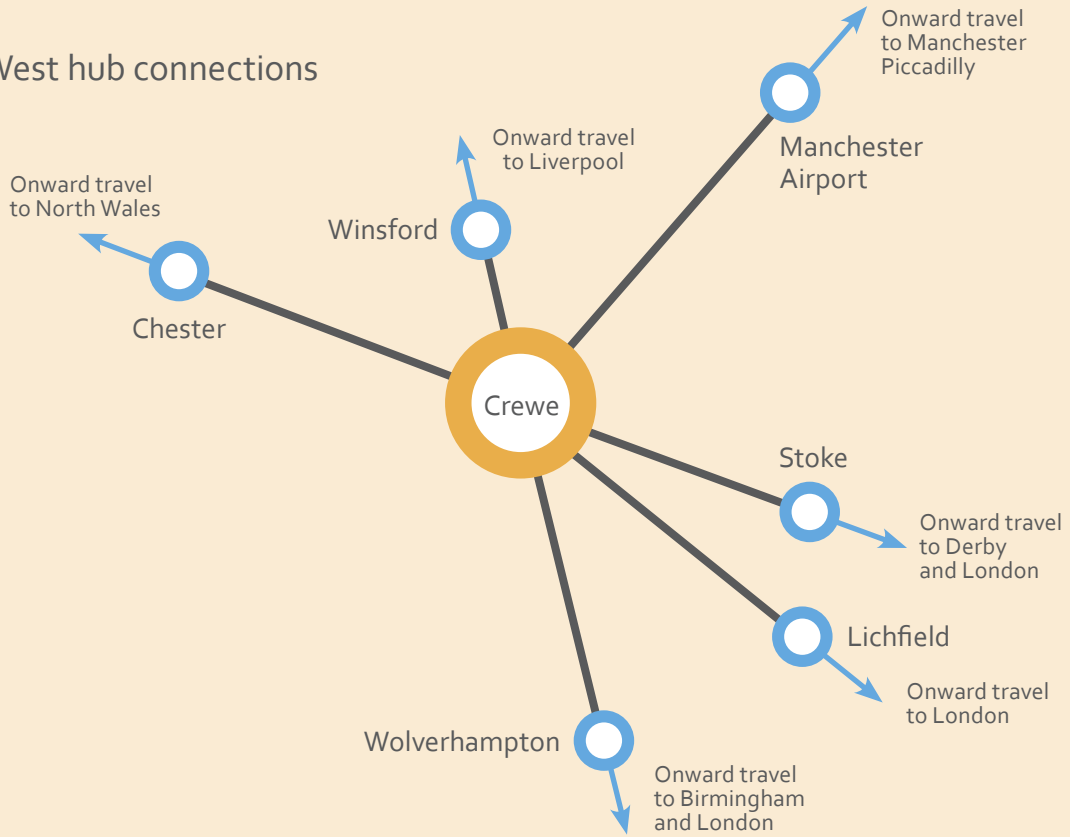 West hub connections
Onward travel
to Manchester
Piccadilly
Manchester
Airport
Onward travel
to Liverpool
Winsford
Onward travel
to North Wales
Chester
Crewe
Stoke
Onward travel
to Derby
and London
Lichfield
Onward travel
to London
Wolverhampton
Onward travel
to Birmingham
and London